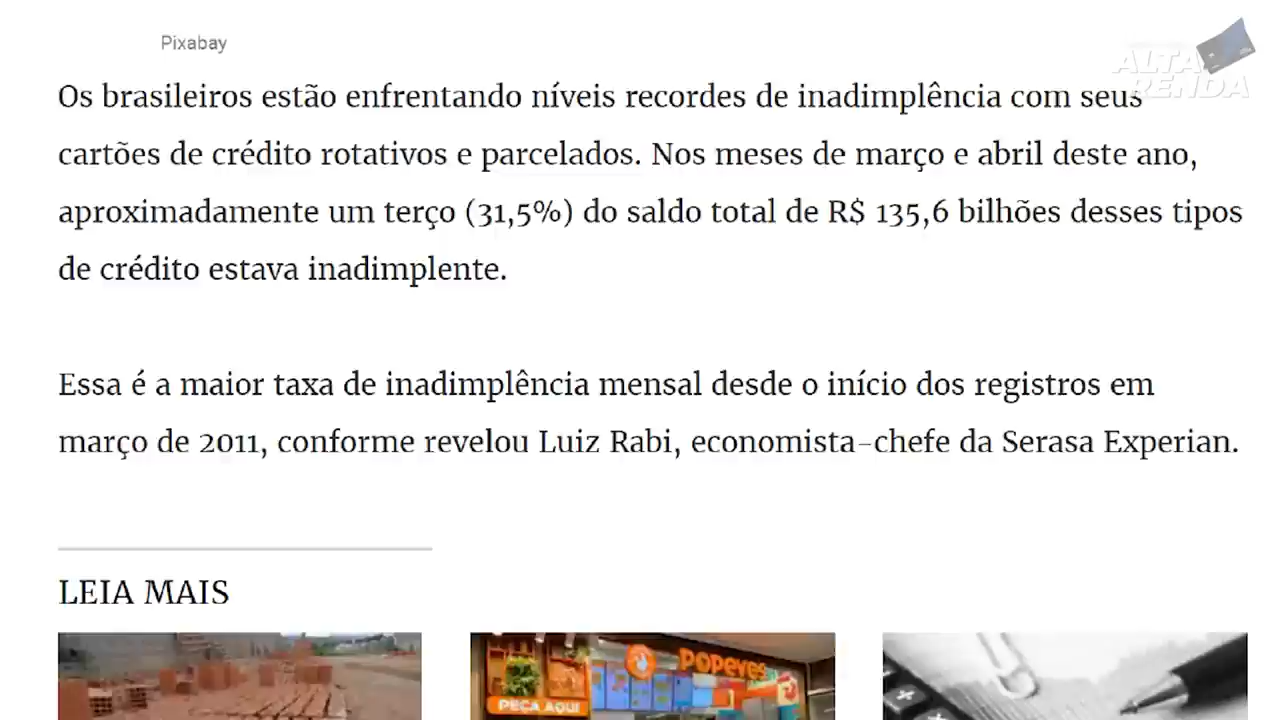 Pixabay
ALTA
RENDA
Os brasileiros estão enfrentando níveis recordes de inadimplência com seus
cartões de crédito rotativos e parcelados. Nos meses de março e abril deste ano,
aproximadamente um terço (31,5%) do saldo total de R$ 135,6 bilhões desses tipos
de crédito estava inadimplente.
Essa é a maior taxa de inadimplência mensal desde o início dos registros em
março de 2011, conforme revelou Luiz Rabi, economista-chefe da Serasa Experian.
LEIA MAIS
POPEYES
PEÇA AQUI